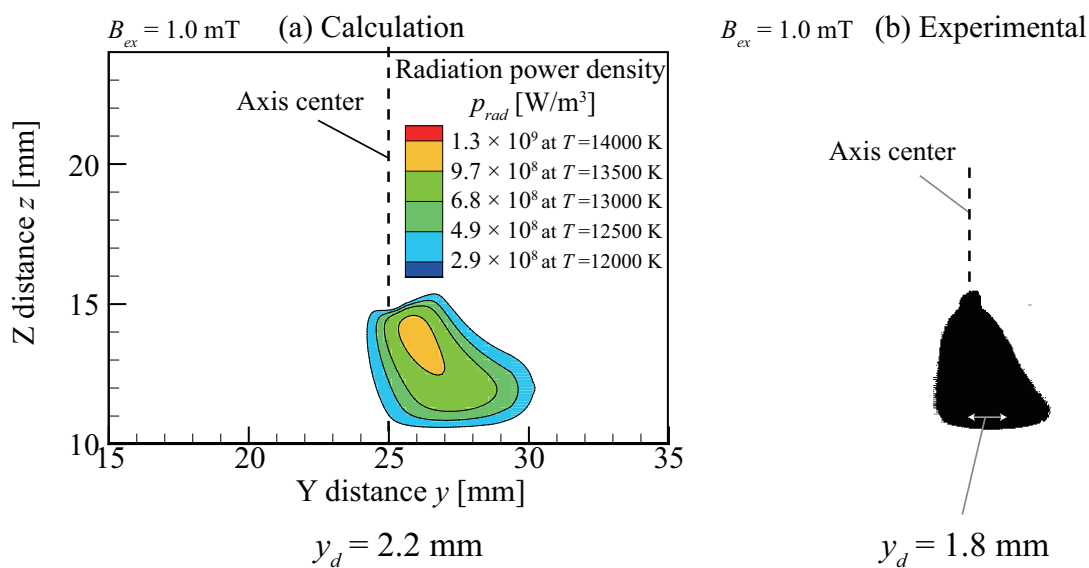 B_ex = 1.0 mT (a) Calculation
Radiation power density
p_rad [W/m³]
Axis center
1.3 × 10⁹ at T =14000 K
9.7 × 10⁸ at T =13500 K
6.8 × 10⁸ at T =13000 K
4.9 × 10⁸ at T =12500 K
2.9 × 10⁸ at T =12000 K
Z distance z [mm]
20
15
10
15 20 25 30 35
Y distance y [mm]
y_d = 2.2 mm
B_ex = 1.0 mT (b) Experimental
Axis center
y_d = 1.8 mm